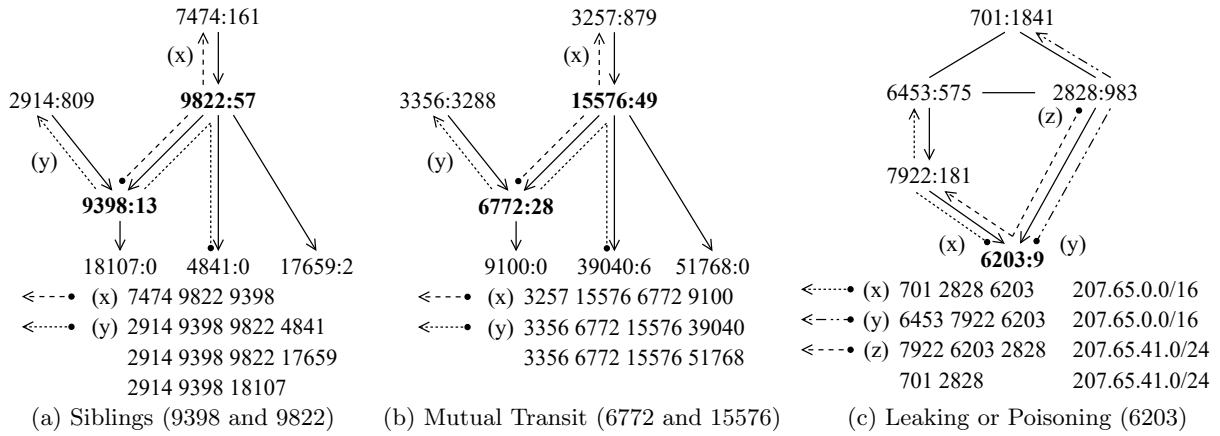 7474:161
(x)
2914:809
9822:57
(y)
9398:13
18107:0 4841:0 17659:2
(x) 7474 9822 9398
(y) 2914 9398 9822 4841
2914 9398 9822 17659
2914 9398 18107
(a) Siblings (9398 and 9822)
3257:879
(x)
3356:3288
15576:49
(y)
6772:28
9100:0 39040:6 51768:0
(x) 3257 15576 6772 9100
(y) 3356 6772 15576 39040
3356 6772 15576 51768
(b) Mutual Transit (6772 and 15576)
701:1841
6453:575 2828:983
(z)
7922:181
(x) (y)
6203:9
(x) 701 2828 6203 207.65.0.0/16
(y) 6453 7922 6203 207.65.0.0/16
(z) 7922 6203 2828 207.65.41.0/24
701 2828 207.65.41.0/24
(c) Leaking or Poisoning (6203)